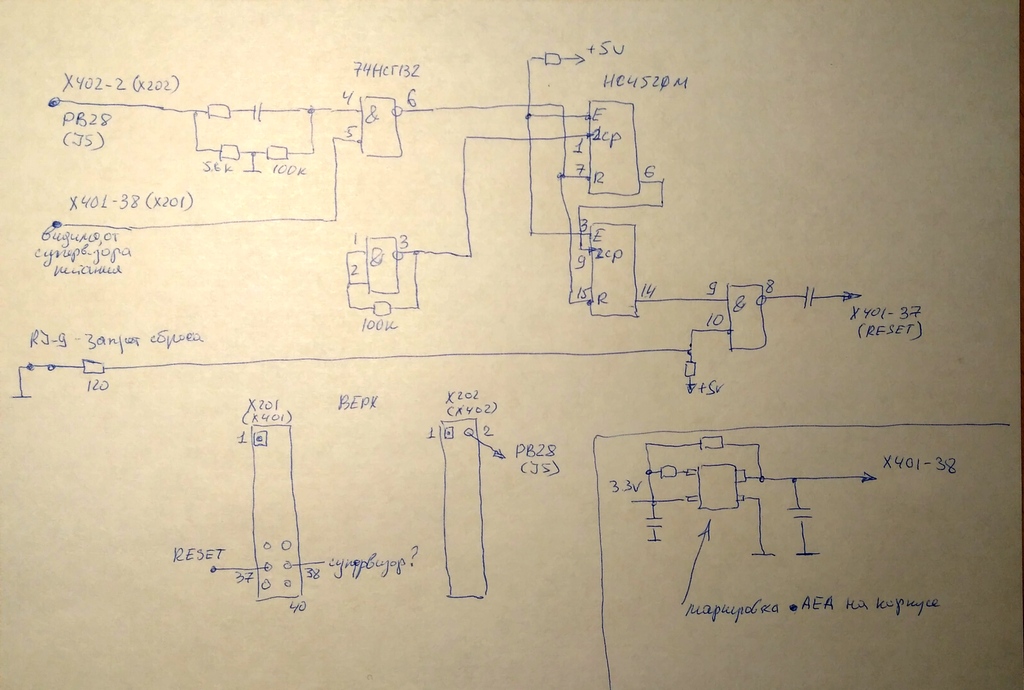 X402-2 (X202)
PB28
(J5)
5.6K
100K
74HCT132
4
&
6
5
+5V
HC4520M
E
1
2CP
7
R
6
X401-38 (X201)
видимо, от
супервизора
питания
1
2
&
3
100K
3
E
9
2CP
15
R
14
9
&
8
10
X401-37
(RESET)
RJ-9 - Запрет сброса
120
+5V
X201
(X401)
ВЕРХ
X202
(X402)
1
1
2
PB28
(J5)
RESET
37
38
супервизор?
40
3.3V
X401-38
маркировка •AEA на корпусе